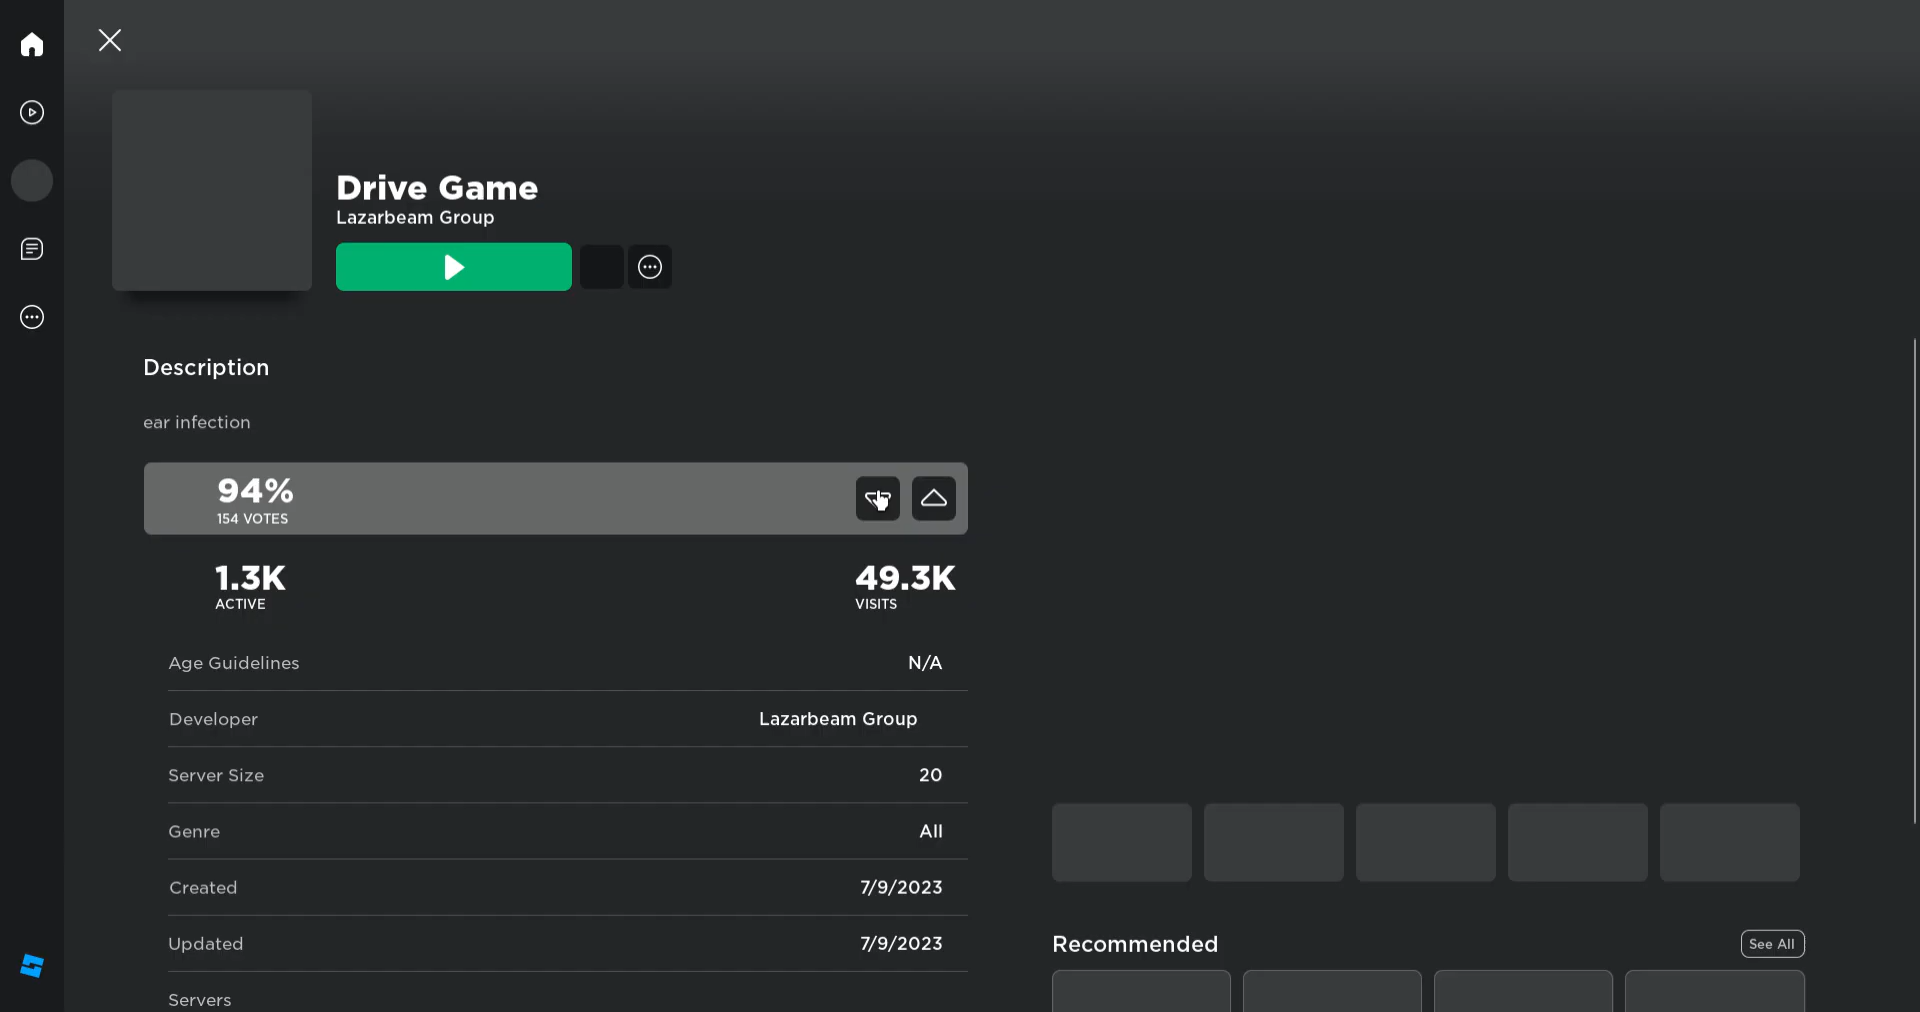 Drive Game
Lazarbeam Group
Description
ear infection
94%
154 VOTES
1.3K
ACTIVE
49.3K
VISITS
Age Guidelines N/A
Developer Lazarbeam Group
Server Size 20
Genre All
Created 7/9/2023
Updated 7/9/2023
Servers
Recommended
See All